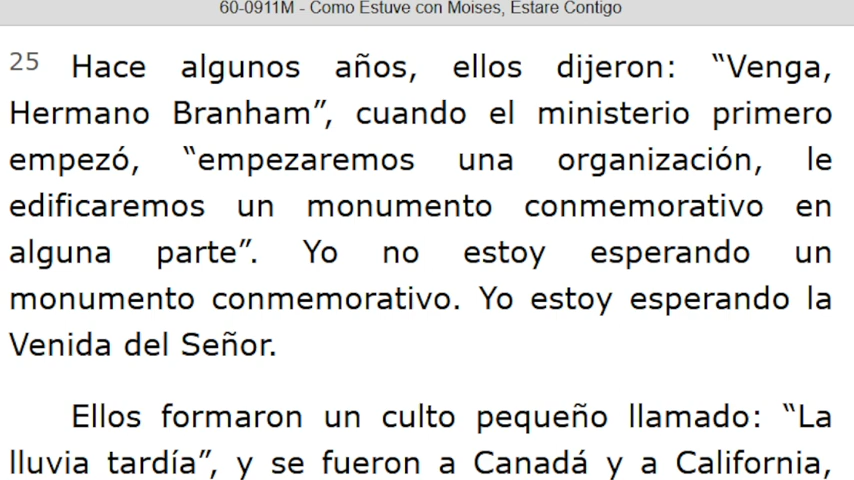 60-0911M - Como Estuve con Moises, Estare Contigo
25 Hace algunos años, ellos dijeron: “Venga,
Hermano Branham”, cuando el ministerio primero
empezó, “empezaremos una organización, le
edificaremos un monumento conmemorativo en
alguna parte”. Yo no estoy esperando un
monumento conmemorativo. Yo estoy esperando la
Venida del Señor.
Ellos formaron un culto pequeño llamado: “La
lluvia tardía”, y se fueron a Canadá y a California,